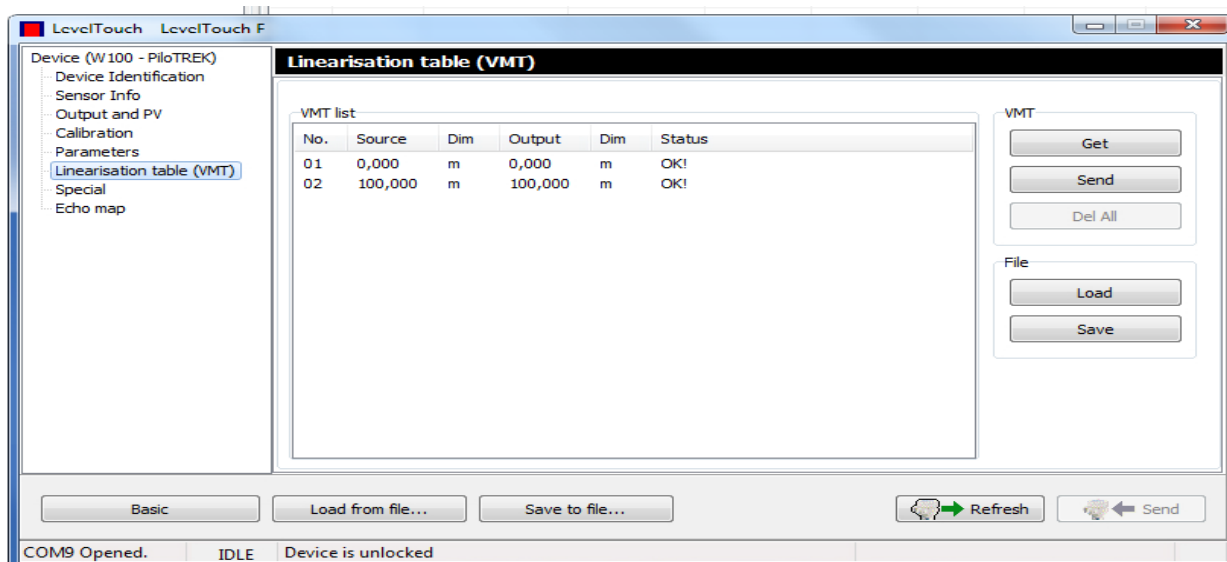 LevelTouch LevelTouch F
Device (W100 - PiloTREK)
Device Identification
Sensor Info
Output and PV
Calibration
Parameters
Linearisation table (VMT)
Special
Echo map
Linearisation table (VMT)
VMT list
No. Source Dim Output Dim Status
01 0,000 m 0,000 m OK!
02 100,000 m 100,000 m OK!
VMT
Get
Send
Del All
File
Load
Save
Basic
Load from file...
Save to file...
Refresh
Send
COM9 Opened. IDLE Device is unlocked